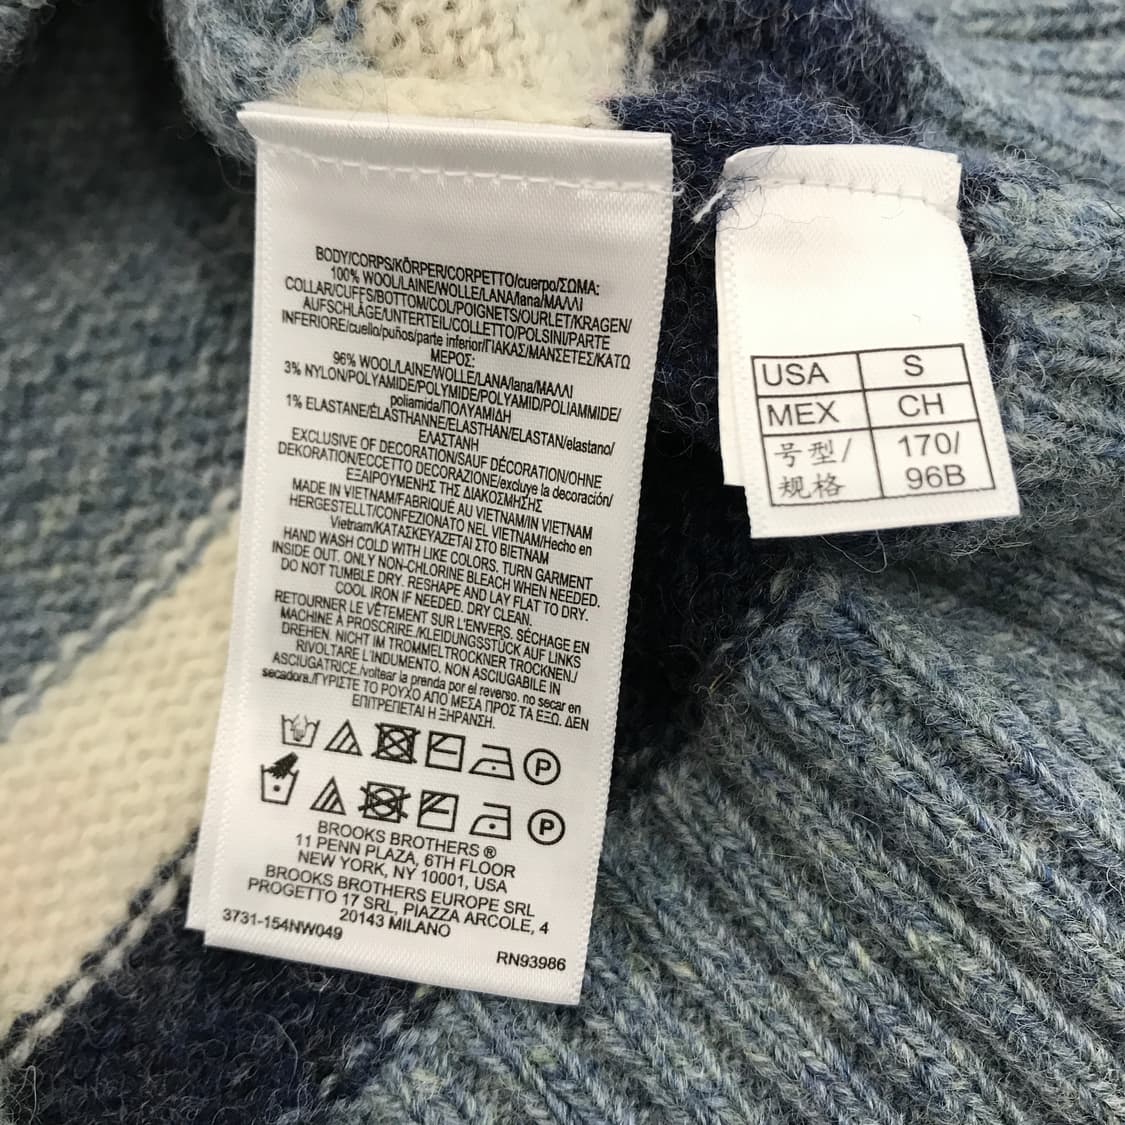 BODY/CORPS/KÖRPER/CORPETTO/cuerpo/ΣΩΜΑ:
100% WOOL/LAINE/WOLLE/LANA/lana/ΜΑΛΛΙ
COLLAR/CUFFS/BOTTOM/COL/POIGNETS/OURLET/KRAGEN/
AUFSCHLÄGE/UNTERTEIL/COLLETTO/POLSINI/PARTE
INFERIORE/cuello/puños/parte inferior/ΓΙΑΚΑΣ/ΜΑΝΣΕΤΕΣ/ΚΑΤΩ
ΜΕΡΟΣ:
96% WOOL/LAINE/WOLLE/LANA/lana/ΜΑΛΛΙ
3% NYLON/POLYAMIDE/POLYMIDE/POLYAMID/POLIAMMIDE/
poliamida/ΠΟΛΥΑΜΙΔΗ
1% ELASTANE/ÉLASTHANNE/ELASTHAN/ELASTAN/elastano/
ΕΛΑΣΤΑΝΗ
EXCLUSIVE OF DECORATION/SAUF DÉCORATION/OHNE
DEKORATION/ECCETTO DECORAZIONE/excluye la decoración/
ΕΞΑΙΡΟΥΜΕΝΗΣ ΤΗΣ ΔΙΑΚΟΣΜΗΣΗΣ
MADE IN VIETNAM/FABRIQUÉ AU VIETNAM/IN VIETNAM
HERGESTELLT/CONFEZIONATO NEL VIETNAM/Hecho en
Vietnam/ΚΑΤΑΣΚΕΥΑΖΕΤΑΙ ΣΤΟ ΒΙΕΤΝΑΜ
HAND WASH COLD WITH LIKE COLORS. TURN GARMENT
INSIDE OUT. ONLY NON-CHLORINE BLEACH WHEN NEEDED.
DO NOT TUMBLE DRY. RESHAPE AND LAY FLAT TO DRY.
COOL IRON IF NEEDED. DRY CLEAN.
RETOURNER LE VÊTEMENT SUR L'ENVERS. SÉCHAGE EN
MACHINE À PROSCRIRE./KLEIDUNGSSTÜCK AUF LINKS
DREHEN. NICHT IM TROMMELTROCKNER TROCKNEN./
RIVOLTARE L'INDUMENTO. NON ASCIUGABILE IN
ASCIUGATRICE./voltear la prenda por el reverso. no secar en
secadora./ΓΥΡΙΣΤΕ ΤΟ ΡΟΥΧΟ ΑΠΟ ΜΕΣΑ ΠΡΟΣ ΤΑ ΕΞΩ. ΔΕΝ
ΕΠΙΤΡΕΠΕΤΑΙ Η ΞΗΡΑΝΣΗ.
P
P
BROOKS BROTHERS ®
11 PENN PLAZA, 6TH FLOOR
NEW YORK, NY 10001, USA
BROOKS BROTHERS EUROPE SRL
PROGETTO 17 SRL, PIAZZA ARCOLE, 4
20143 MILANO
3731-154NW049
RN93986
USA S
MEX CH
号型/ 170/
规格 96B